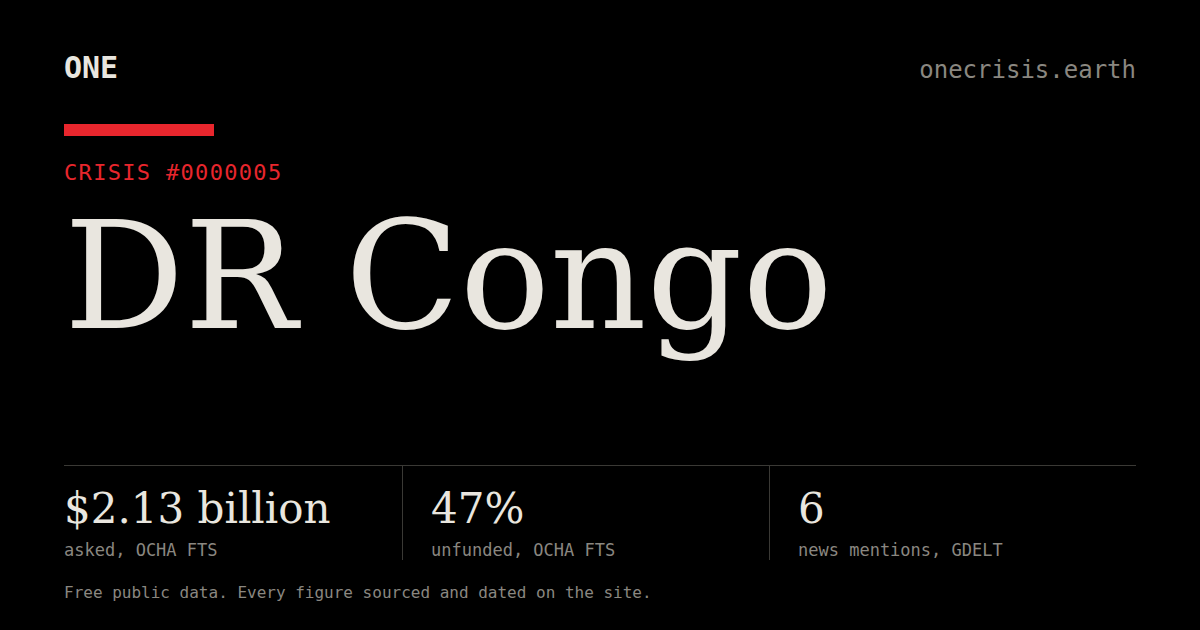 ONE
onecrisis.earth
CRISIS #0000005
DR Congo
$2.13 billion
asked, OCHA FTS
47%
unfunded, OCHA FTS
6
news mentions, GDELT
Free public data. Every figure sourced and dated on the site.